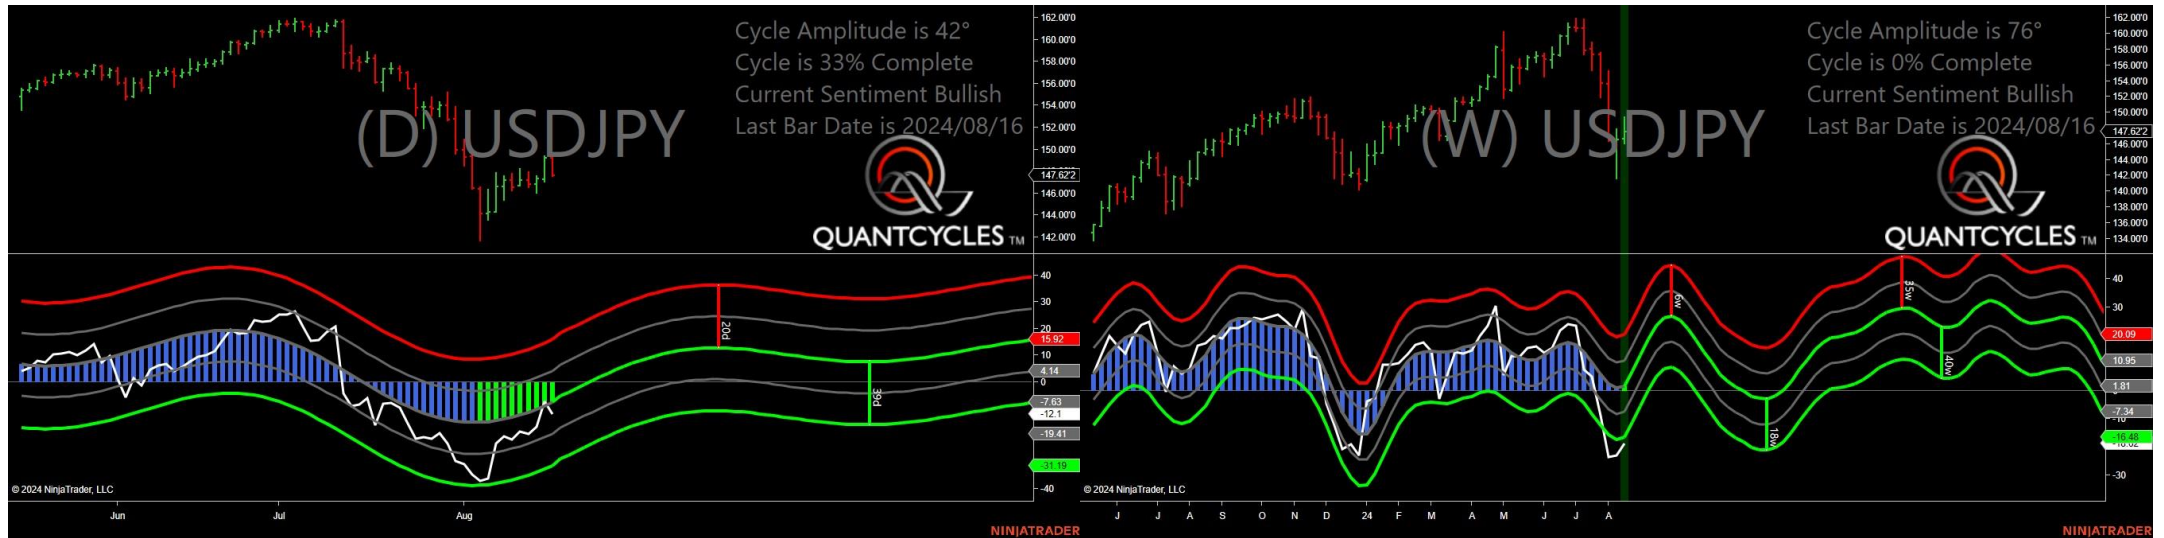 Cycle Amplitude is 42°
Cycle is 33% Complete
Current Sentiment Bullish
Last Bar Date is 2024/08/16
(D) USDJPY
QUANTCYCLES TM
162.00'0
160.00'0
158.00'0
156.00'0
154.00'0
152.00'0
150.00'0
147.622
146.00'0
144.00'0
142.00'0
40
30
20
15.92
10
4.14
0
-7.63
-12.1
-19.41
-31.19
-40
20d
39d
© 2024 NinjaTrader, LLC
Jun
Jul
Aug
NINJATRADER
Cycle Amplitude is 76°
Cycle is 0% Complete
Current Sentiment Bullish
Last Bar Date is 2024/08/16
(W) USDJPY
QUANTCYCLES TM
162.00'0
160.00'0
158.00'0
156.00'0
154.00'0
152.00'0
150.00'0
147.622
146.00'0
144.00'0
142.00'0
140.00'0
138.00'0
136.00'0
134.00'0
40
30
20.09
10.95
1.81
-7.34
-16.48
-30
6w
35w
40w
18w
© 2024 NinjaTrader, LLC
J
J
A
S
O
N
D
24
F
M
A
M
J
J
A
NINJATRADER